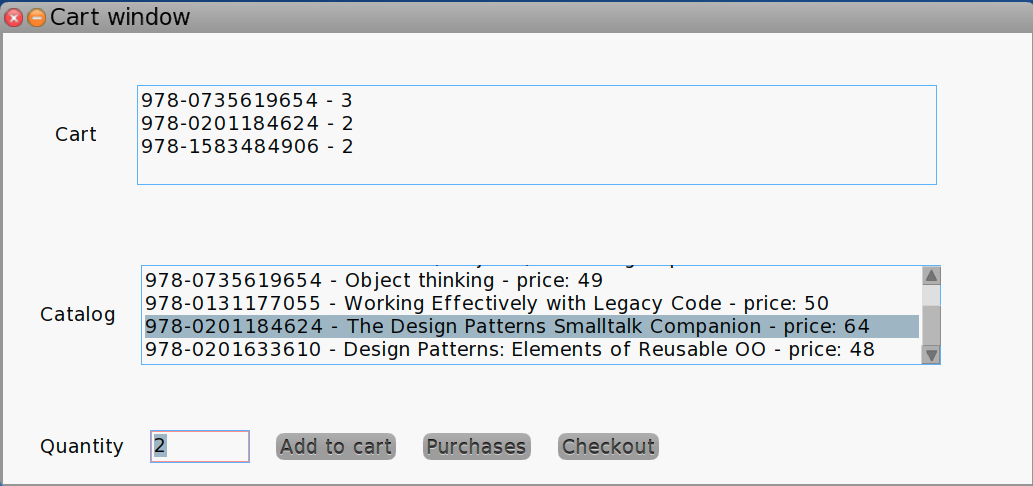 Cart window
Cart
978-0735619654 - 3
978-0201184624 - 2
978-1583484906 - 2
Catalog
978-0735619654 - Object thinking - price: 49
978-0131177055 - Working Effectively with Legacy Code - price: 50
978-0201184624 - The Design Patterns Smalltalk Companion - price: 64
978-0201633610 - Design Patterns: Elements of Reusable OO - price: 48
Quantity 2 Add to cart Purchases Checkout